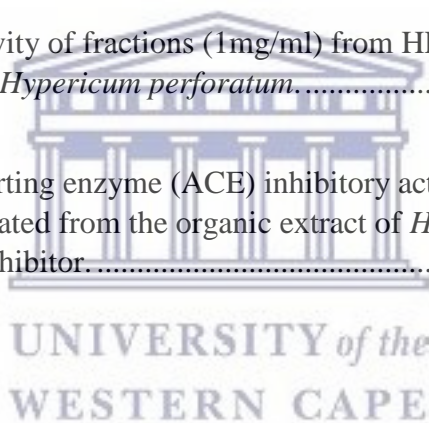 vity of fractions (1mg/ml) from H
Hypericum perforatum...............
rting enzyme (ACE) inhibitory act
ated from the organic extract of H
hibitor..........................................
UNIVERSITY of the
WESTERN CAPE